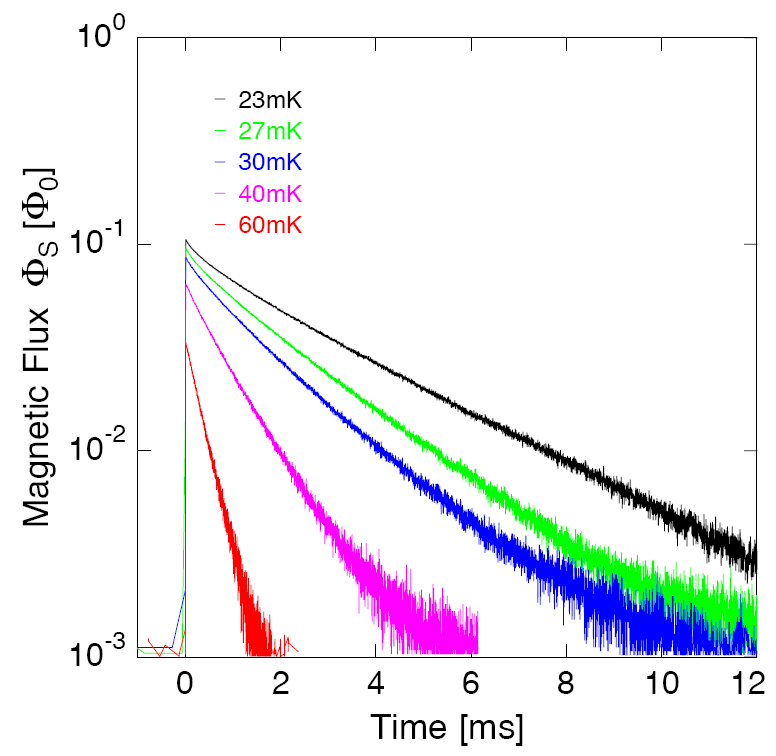 10^0
23mK
27mK
30mK
40mK
60mK
10^-1
10^-2
10^-3
Magnetic Flux Φ_S [Φ_0]
0 2 4 6 8 10 12
Time [ms]